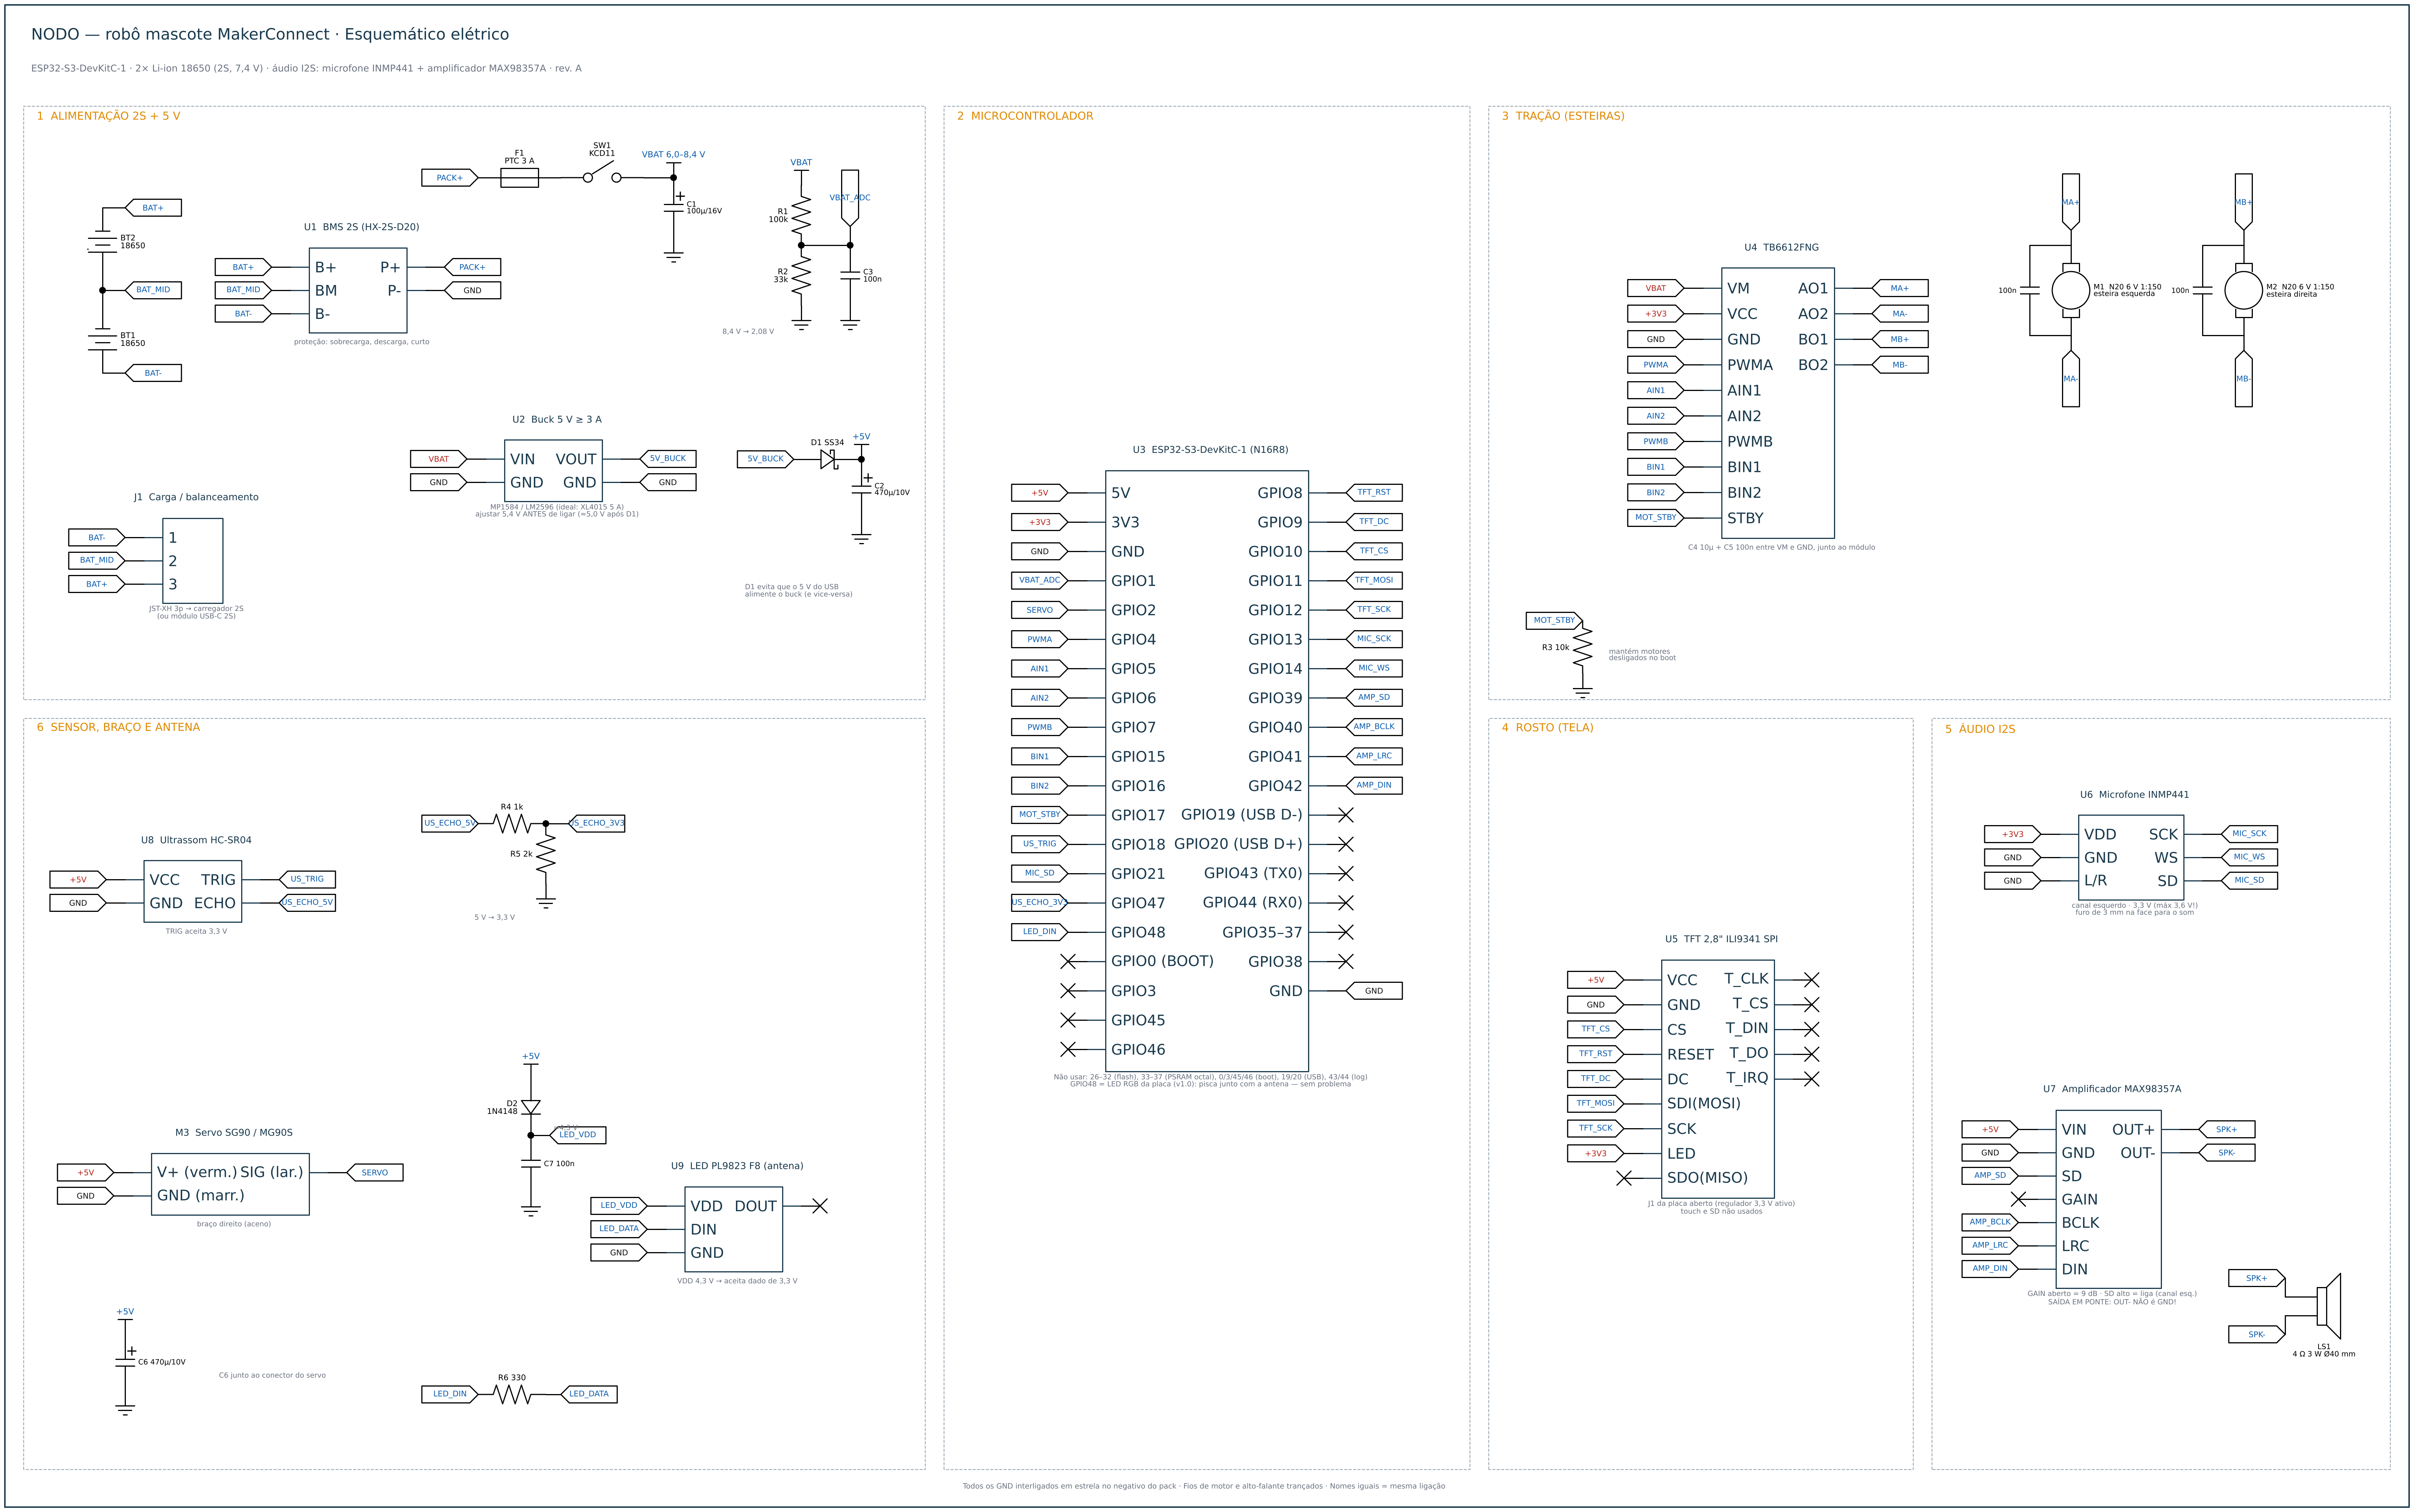 NODO — robô mascote MakerConnect · Esquemático elétrico
ESP32-S3-DevKitC-1 · 2× Li-ion 18650 (2S, 7,4 V) · áudio I2S: microfone INMP441 + amplificador MAX98357A · rev. A
1 ALIMENTAÇÃO 2S + 5 V
BAT+
BT2
18650
BAT_MID
BT1
18650
BAT-
U1 BMS 2S (HX-2S-D20)
BAT+
BAT_MID
BAT-
B+
BM
B-
P+
P-
PACK+
GND
proteção: sobrecarga, descarga, curto
PACK+
F1
PTC 3 A
SW1
KCD11
VBAT 6,0–8,4 V
C1
100µ/16V
VBAT
R1
100k
R2
33k
VBAT_ADC
C3
100n
8,4 V → 2,08 V
U2 Buck 5 V ≥ 3 A
VBAT
GND
VIN
GND
VOUT
GND
5V_BUCK
GND
MP1584 / LM2596 (ideal: XL4015 5 A)
ajustar 5,4 V ANTES de ligar (≈5,0 V após D1)
5V_BUCK
D1 SS34
+5V
C2
470µ/10V
D1 evita que o 5 V do USB
alimente o buck (e vice-versa)
J1 Carga / balanceamento
BAT-
BAT_MID
BAT+
1
2
3
JST-XH 3p → carregador 2S
(ou módulo USB-C 2S)
2 MICROCONTROLADOR
U3 ESP32-S3-DevKitC-1 (N16R8)
+5V 5V GPIO8 TFT_RST
+3V3 3V3 GPIO9 TFT_DC
GND GND GPIO10 TFT_CS
VBAT_ADC GPIO1 GPIO11 TFT_MOSI
SERVO GPIO2 GPIO12 TFT_SCK
PWMA GPIO4 GPIO13 MIC_SCK
AIN1 GPIO5 GPIO14 MIC_WS
AIN2 GPIO6 GPIO39 AMP_SD
PWMB GPIO7 GPIO40 AMP_BCLK
BIN1 GPIO15 GPIO41 AMP_LRC
BIN2 GPIO16 GPIO42 AMP_DIN
MOT_STBY GPIO17 GPIO19 (USB D-)
US_TRIG GPIO18 GPIO20 (USB D+)
MIC_SD GPIO21 GPIO43 (TX0)
US_ECHO_3V3 GPIO47 GPIO44 (RX0)
LED_DIN GPIO48 GPIO35–37
GPIO0 (BOOT) GPIO38
GPIO3 GND GND
GPIO45
GPIO46
Não usar: 26–32 (flash), 33–37 (PSRAM octal), 0/3/45/46 (boot), 19/20 (USB), 43/44 (log)
GPIO48 = LED RGB da placa (v1.0): pisca junto com a antena — sem problema
3 TRAÇÃO (ESTEIRAS)
U4 TB6612FNG
VBAT VM AO1 MA+
+3V3 VCC AO2 MA-
GND GND BO1 MB+
PWMA PWMA BO2 MB-
AIN1 AIN1
AIN2 AIN2
PWMB PWMB
BIN1 BIN1
BIN2 BIN2
MOT_STBY STBY
C4 10µ + C5 100n entre VM e GND, junto ao módulo
MA+
100n
M1 N20 6 V 1:150
esteira esquerda
MA-
MB+
100n
M2 N20 6 V 1:150
esteira direita
MB-
MOT_STBY
R3 10k
mantém motores
desligados no boot
4 ROSTO (TELA)
U5 TFT 2,8" ILI9341 SPI
+5V VCC T_CLK
GND GND T_CS
TFT_CS CS T_DIN
TFT_RST RESET T_DO
TFT_DC DC T_IRQ
TFT_MOSI SDI(MOSI)
TFT_SCK SCK
+3V3 LED
SDO(MISO)
J1 da placa aberto (regulador 3,3 V ativo)
touch e SD não usados
5 ÁUDIO I2S
U6 Microfone INMP441
+3V3 VDD SCK MIC_SCK
GND GND WS MIC_WS
GND L/R SD MIC_SD
canal esquerdo · 3,3 V (máx 3,6 V!)
furo de 3 mm na face para o som
U7 Amplificador MAX98357A
+5V VIN OUT+ SPK+
GND GND OUT- SPK-
AMP_SD SD
GAIN
AMP_BCLK BCLK
AMP_LRC LRC
AMP_DIN DIN
GAIN aberto = 9 dB · SD alto = liga (canal esq.)
SAÍDA EM PONTE: OUT- NÃO é GND!
SPK+
SPK-
LS1
4 Ω 3 W Ø40 mm
6 SENSOR, BRAÇO E ANTENA
U8 Ultrassom HC-SR04
+5V VCC TRIG US_TRIG
GND GND ECHO US_ECHO_5V
TRIG aceita 3,3 V
US_ECHO_5V
R4 1k
US_ECHO_3V3
R5 2k
5 V → 3,3 V
M3 Servo SG90 / MG90S
+5V V+ (verm.) SIG (lar.) SERVO
GND GND (marr.)
braço direito (aceno)
+5V
D2
1N4148
LED_VDD
C7 100n
U9 LED PL9823 F8 (antena)
LED_VDD VDD DOUT
LED_DATA DIN
GND GND
VDD 4,3 V → aceita dado de 3,3 V
+5V
C6 470µ/10V
C6 junto ao conector do servo
LED_DIN
R6 330
LED_DATA
Todos os GND interligados em estrela no negativo do pack · Fios de motor e alto-falante trançados · Nomes iguais = mesma ligação